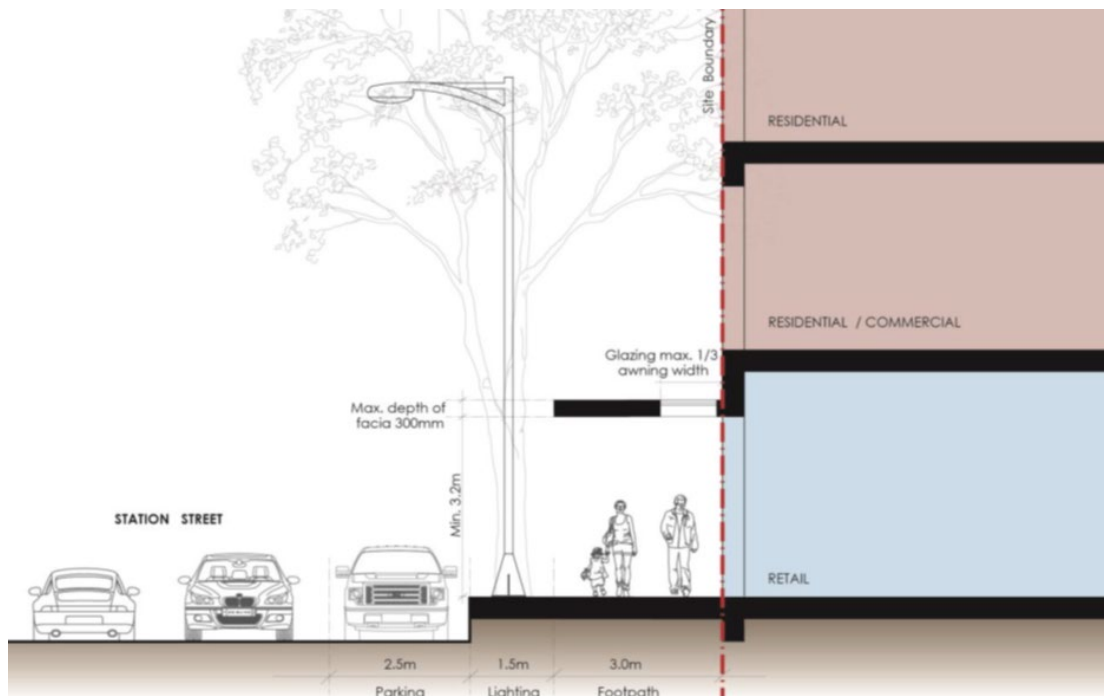 Site Boundary
RESIDENTIAL
RESIDENTIAL / COMMERCIAL
Glazing max. 1/3
awning width
Max. depth of
facia 300mm
Min. 3.2m
STATION STREET
RETAIL
2.5m 1.5m 3.0m
Parking Lighting Footpath